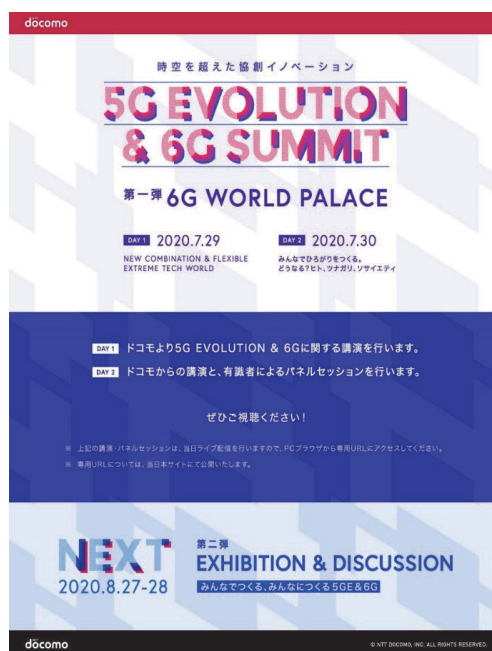 döcomo
時空を超えた協創イノベーション
5G EVOLUTION
& 6G SUMMIT
第一弾 6G WORLD PALACE
DAY 1 2020.7.29
NEW COMBINATION & FLEXIBLE
EXTREME TECH WORLD
DAY 2 2020.7.30
みんなでひろがりをつくる。
どうなる?ヒト、ツナガリ、ソサイエティ
DAY 1 ドコモより5G EVOLUTION & 6Gに関する講演を行います。
DAY 2 ドコモからの講演と、有識者によるパネルセッションを行います。
ぜひご視聴ください!
※ 上記の講演・パネルセッションは、当日ライブ配信を行いますので、PCブラウザから専用URLにアクセスしてください。
※ 専用URLについては、当日本サイトにて公開いたします。
NEXT
2020.8.27-28
第二弾
EXHIBITION & DISCUSSION
みんなでつくる、みんなにつくる5GE&6G
döcomo
© NTT DOCOMO, INC. ALL RIGHTS RESERVED.